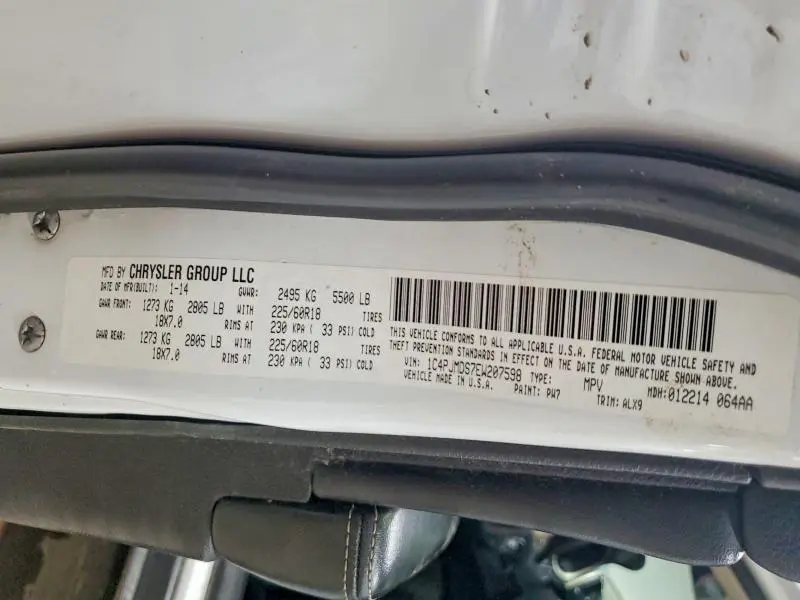 MFD BY CHRYSLER GROUP LLC
DATE OF MFR(BUILT): 1-14 GVWR: 2495 KG 5500 LB
GAWR FRONT: 1273 KG 2805 LB WITH 225/60R18 TIRES
18X7.0 RIMS AT 230 KPA ( 33 PSI) COLD
GAWR REAR: 1273 KG 2805 LB WITH 225/60R18 TIRES
18X7.0 RIMS AT 230 KPA ( 33 PSI) COLD
THIS VEHICLE CONFORMS TO ALL APPLICABLE U.S.A. FEDERAL MOTOR VEHICLE SAFETY AND
THEFT PREVENTION STANDARDS IN EFFECT ON THE DATE OF MANUFACTURE SHOWN ABOVE.
VIN: 1C4PJMDS7EW207598 TYPE: MPV MDH: 012214 064AA
VEHICLE MADE IN U.S.A. PAINT: PW7 TRIM: ALX9